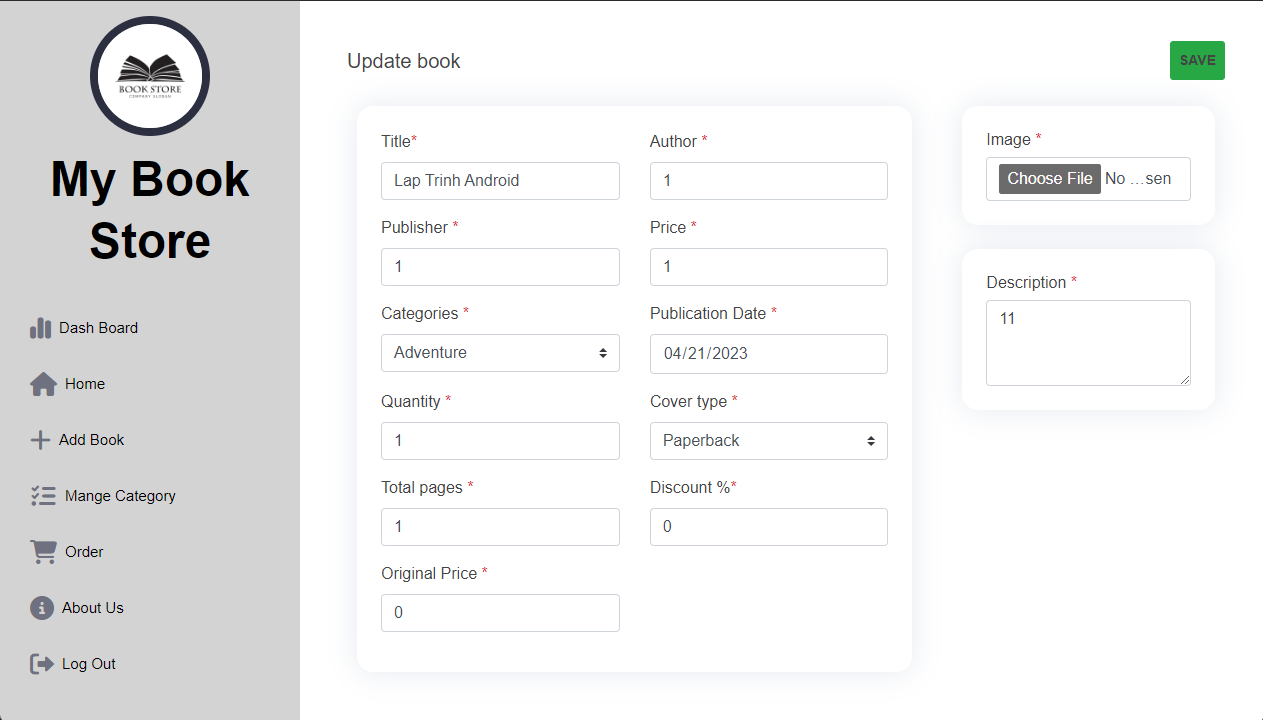 BOOK STORE
COMPANY SLOGAN
My Book
Store
Dash Board
Home
Add Book
Mange Category
Order
About Us
Log Out
Update book
SAVE
Title*
Lap Trinh Android
Author *
1
Publisher *
1
Price *
1
Categories *
Adventure
Publication Date *
04/21/2023
Quantity *
1
Cover type *
Paperback
Total pages *
1
Discount %*
0
Original Price *
0
Image *
Choose File No ...sen
Description *
11